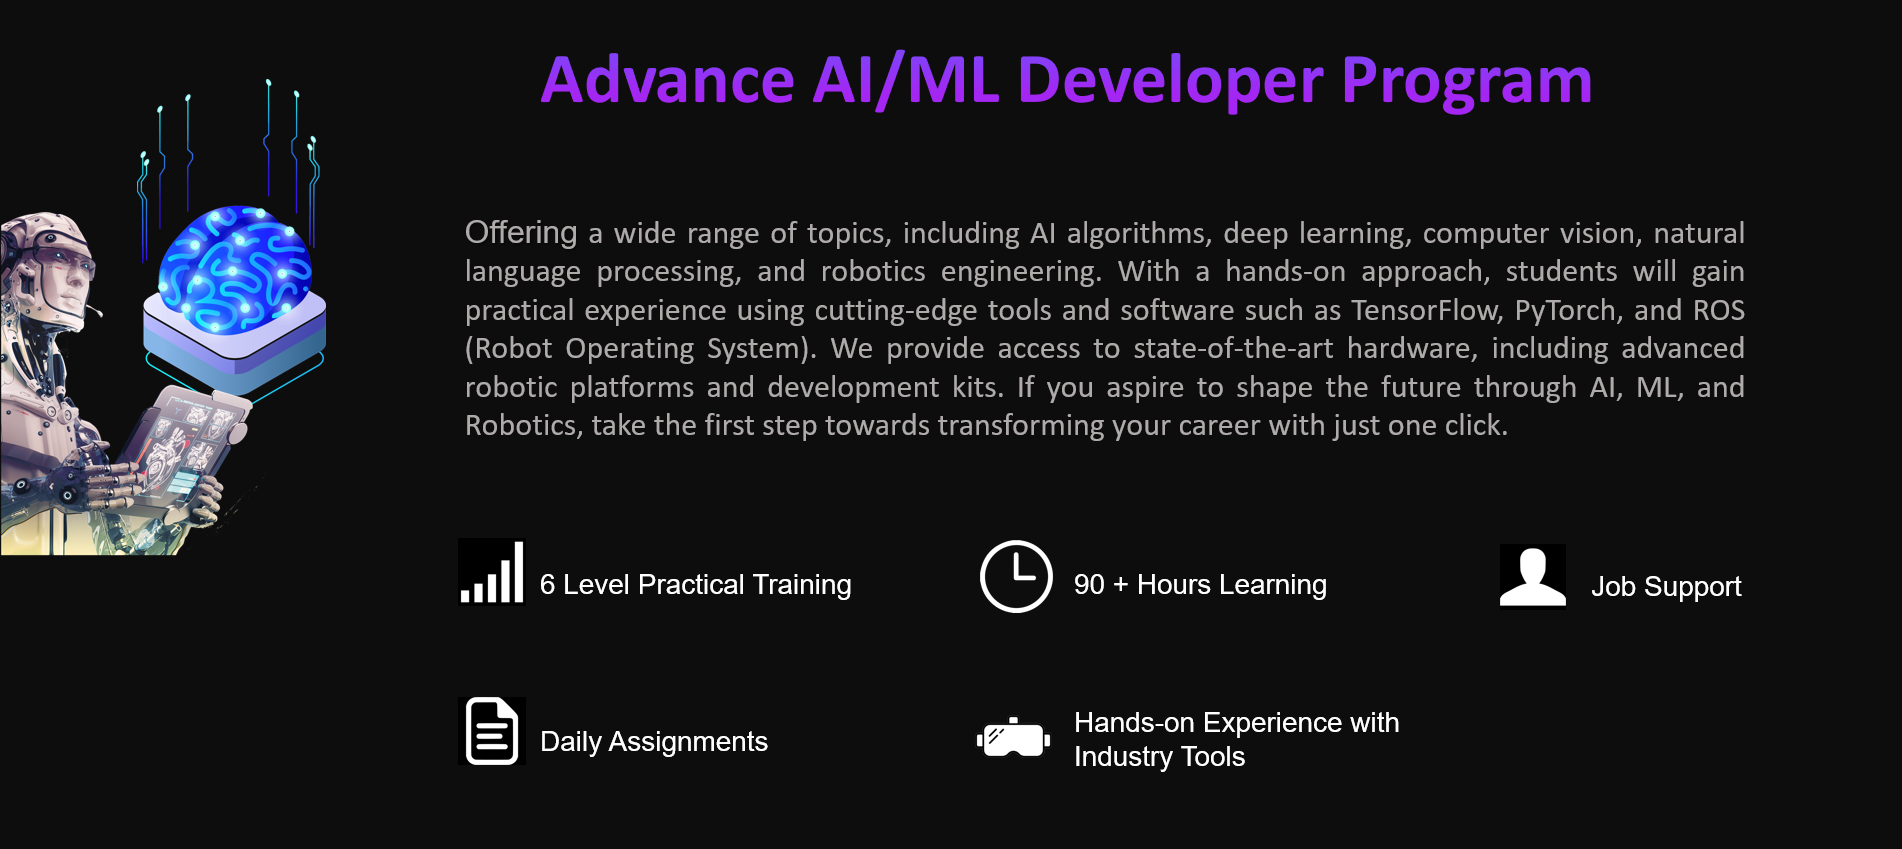 Advance AI/ML Developer Program
Offering a wide range of topics, including AI algorithms, deep learning, computer vision, natural
language processing, and robotics engineering. With a hands-on approach, students will gain
practical experience using cutting-edge tools and software such as TensorFlow, PyTorch, and ROS
(Robot Operating System). We provide access to state-of-the-art hardware, including advanced
robotic platforms and development kits. If you aspire to shape the future through AI, ML, and
Robotics, take the first step towards transforming your career with just one click.
6 Level Practical Training
90 + Hours Learning
Job Support
Daily Assignments
Hands-on Experience with
Industry Tools